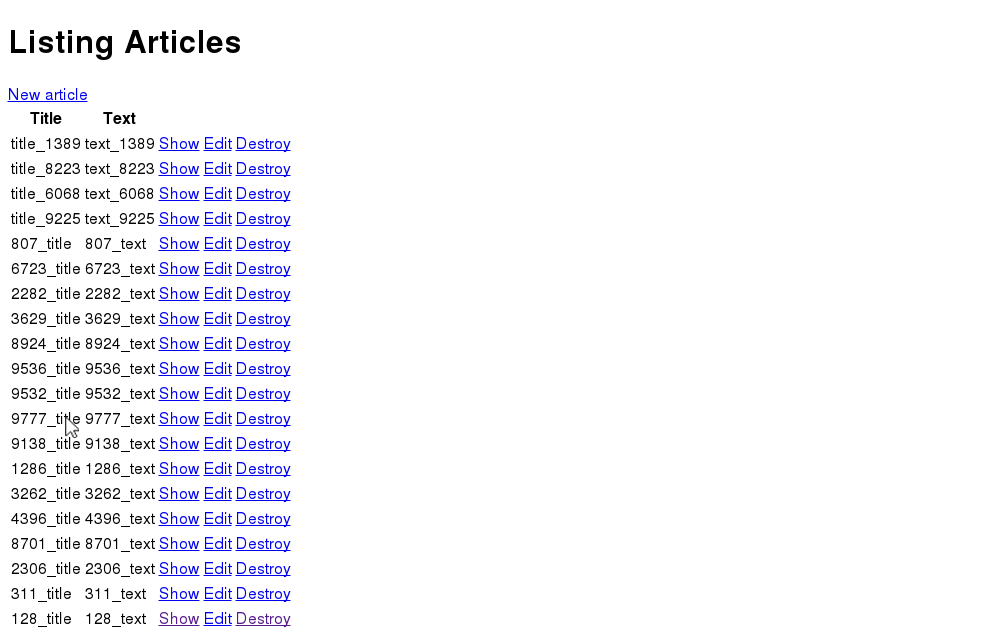 Listing Articles
New article
Title Text
title_1389 text_1389 Show Edit Destroy
title_8223 text_8223 Show Edit Destroy
title_6068 text_6068 Show Edit Destroy
title_9225 text_9225 Show Edit Destroy
807_title 807_text Show Edit Destroy
6723_title 6723_text Show Edit Destroy
2282_title 2282_text Show Edit Destroy
3629_title 3629_text Show Edit Destroy
8924_title 8924_text Show Edit Destroy
9536_title 9536_text Show Edit Destroy
9532_title 9532_text Show Edit Destroy
9777_title 9777_text Show Edit Destroy
9138_title 9138_text Show Edit Destroy
1286_title 1286_text Show Edit Destroy
3262_title 3262_text Show Edit Destroy
4396_title 4396_text Show Edit Destroy
8701_title 8701_text Show Edit Destroy
2306_title 2306_text Show Edit Destroy
311_title 311_text Show Edit Destroy
128_title 128_text Show Edit Destroy